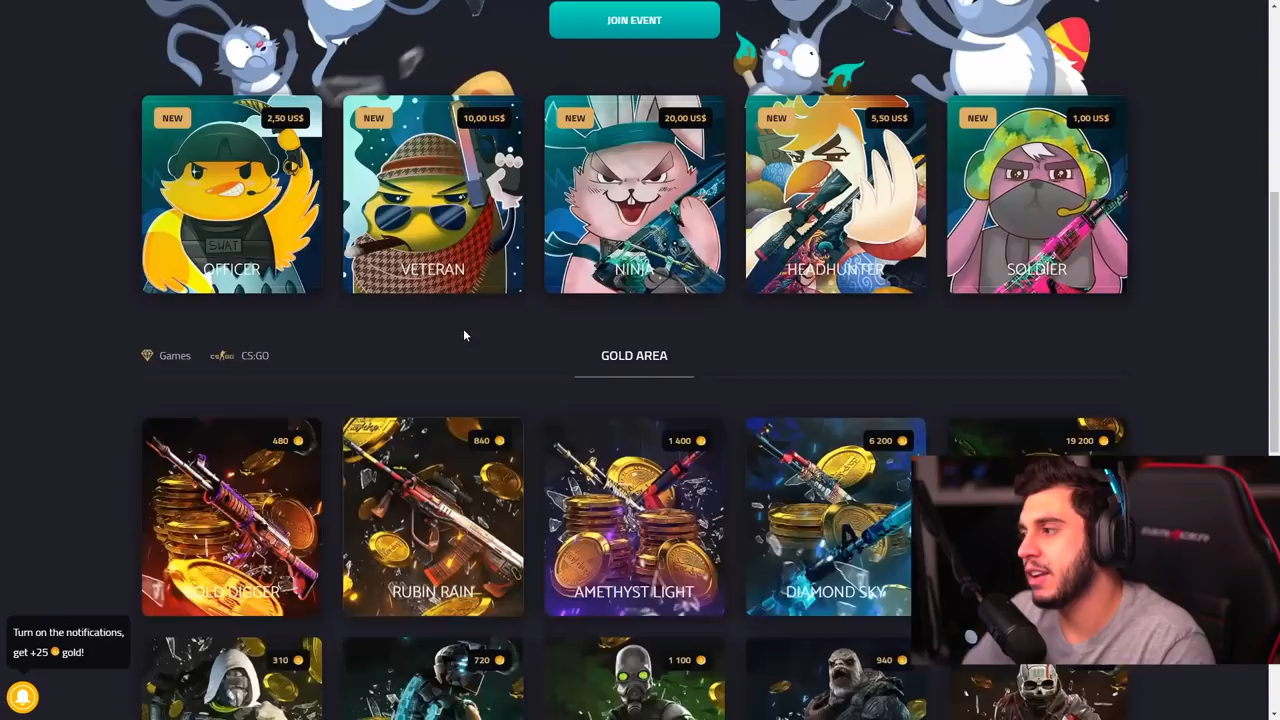 JOIN EVENT
NEW
2,50 US$
NEW
10,00 US$
NEW
20,00 US$
NEW
5,50 US$
NEW
1,00 US$
SWAT
OFFICER
VETERAN
NINJA
HEADHUNTER
SOLDIER
Games
CS:GO
GOLD AREA
480
840
1 400
6 200
19 200
GOLD DIGGER
RUBIN RAIN
AMETHYST LIGHT
DIAMOND SKY
Turn on the notifications,
get +25 gold!
310
720
1 100
940